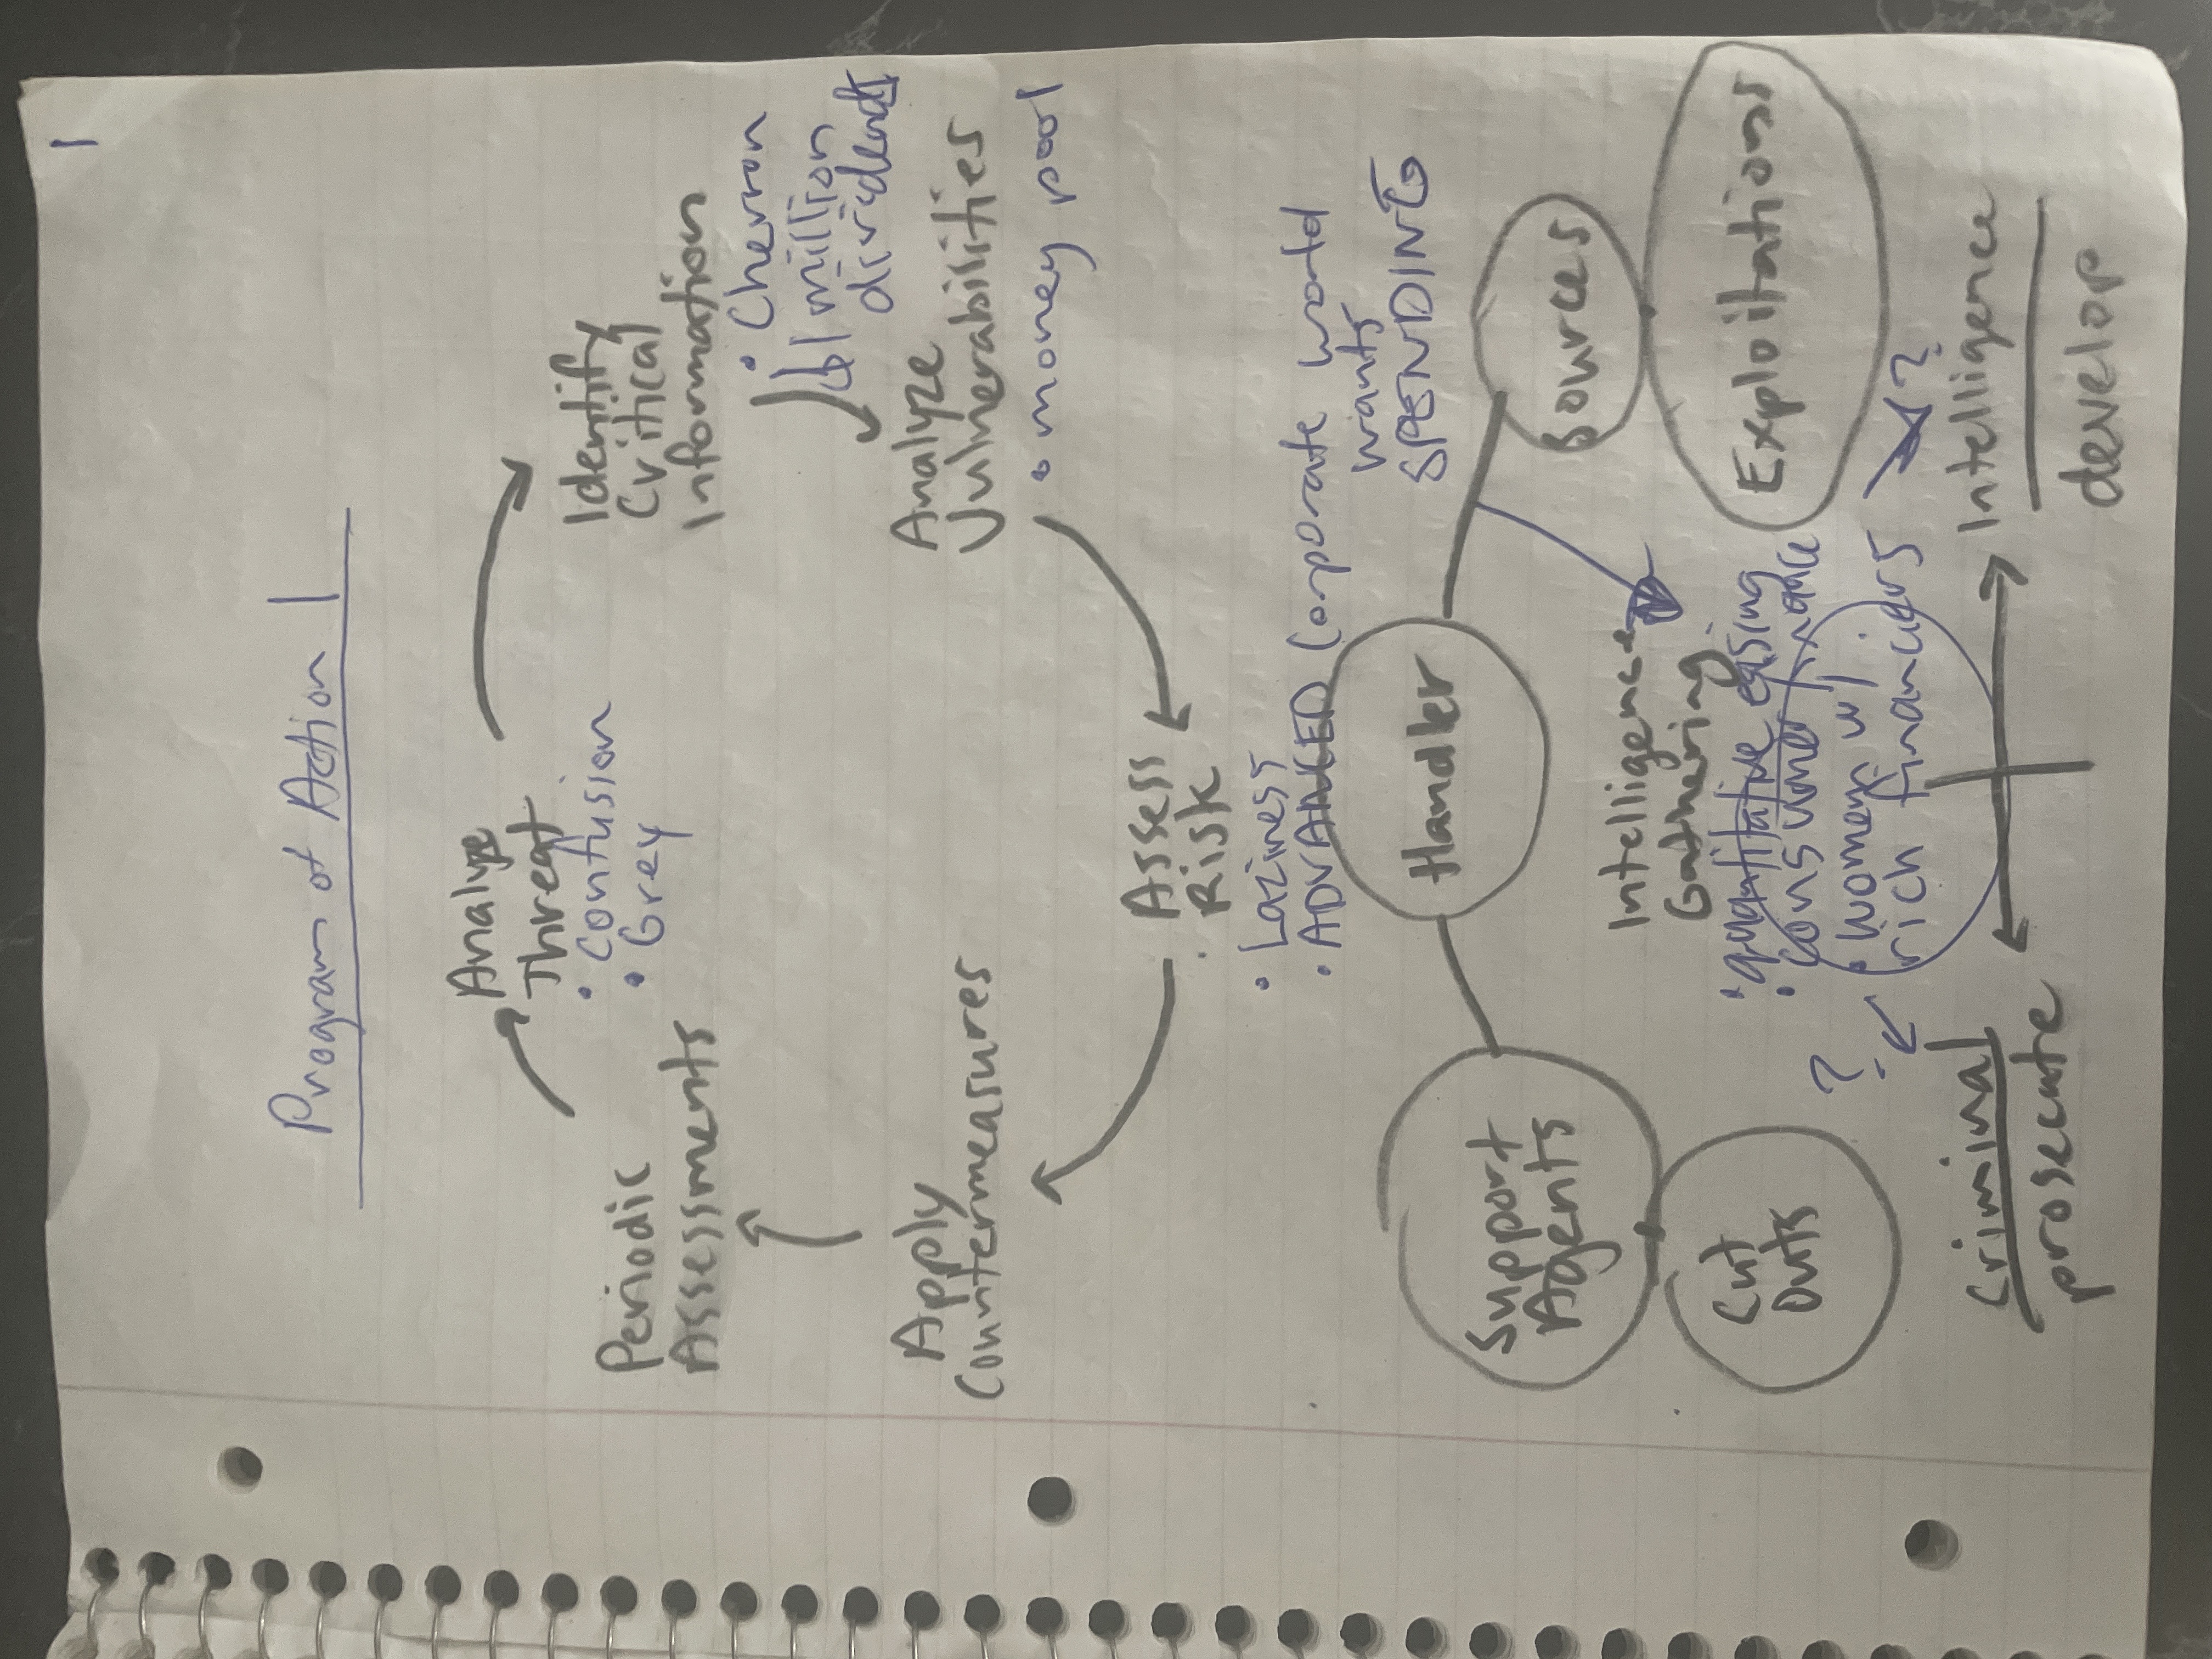 1
Program of Action 1
Analyze
Threat
• Confusion
• Grey
Identify
Critical
Information
• Chevron
$1 million
dividends
Analyze
Vulnerabilities
• money pool
Assess
Risk
• Laziness
• ADVANCED Corporate world
wants
SPENDING
Apply
Countermeasures
Periodic
Assessments
Handler
Support
Agents
Sources
Cut
Outs
Exploitations
Intelligence
Gathering
• quantitative easing
• consumer finance
• women w/
rich financiers
?
?
Criminal
prosecute
Intelligence
develop